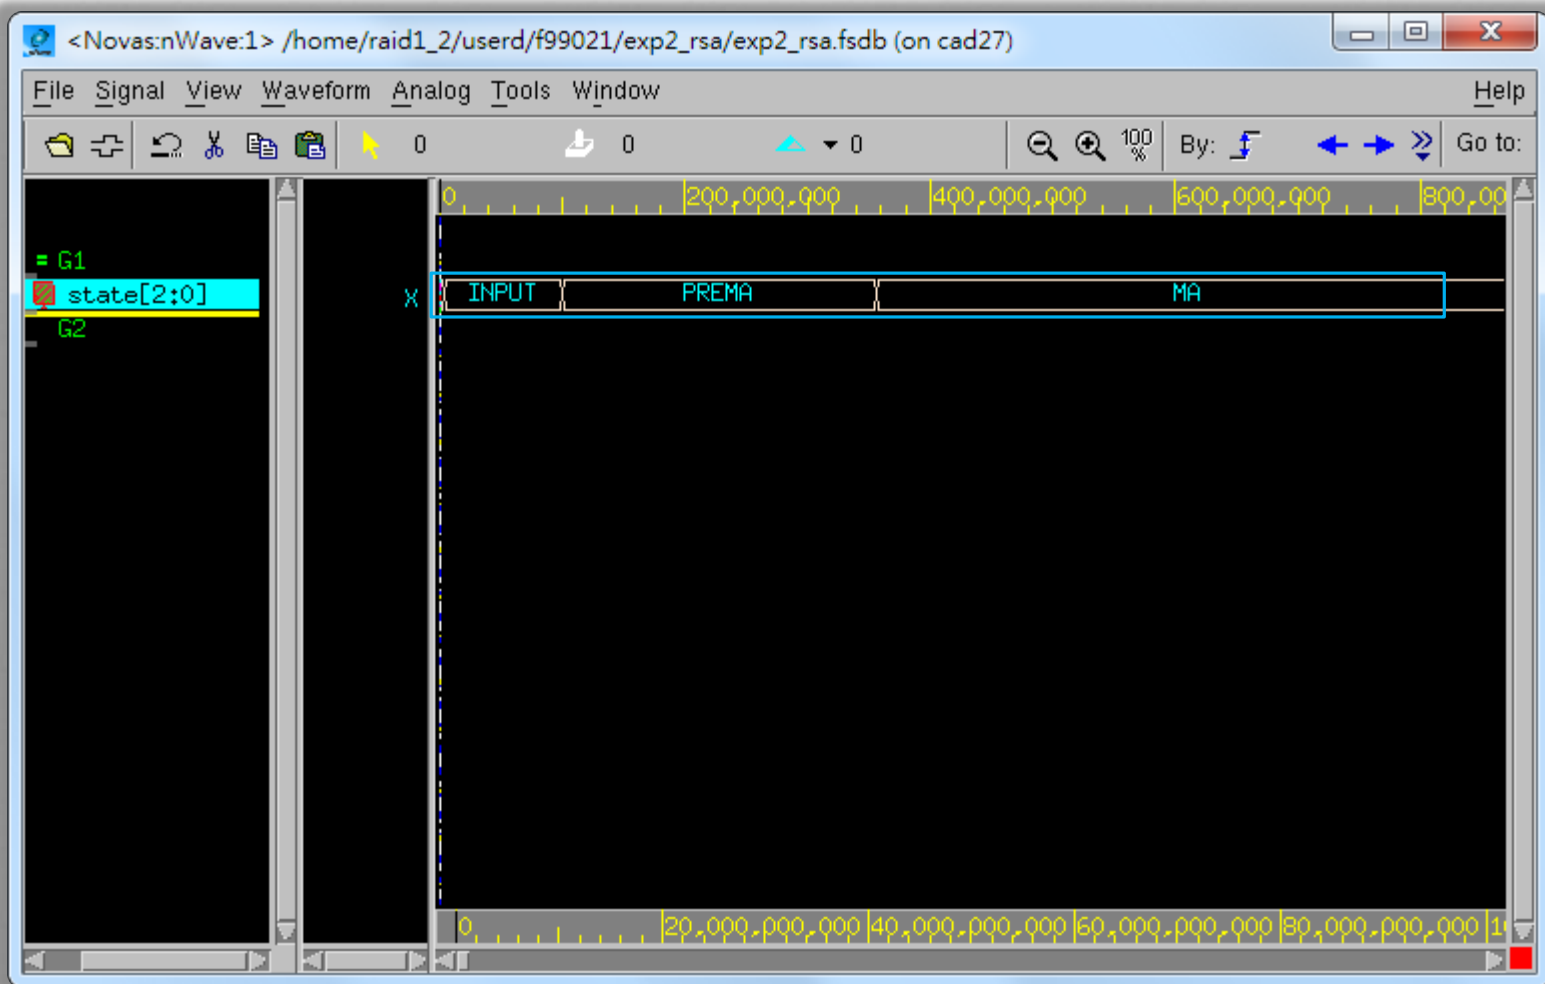 <Novas:nWave:1> /home/raid1_2/userd/f99021/exp2_rsa/exp2_rsa.fsdb (on cad27)
File Signal View Waveform Analog Tools Window Help
0 0 0 100 % By: Go to:
0 200,000,000 400,000,000 600,000,000 800,00
= G1
state[2:0] X INPUT PREMA MA
G2
0 20,000,000,000 40,000,000,000 60,000,000,000 80,000,000,000 1